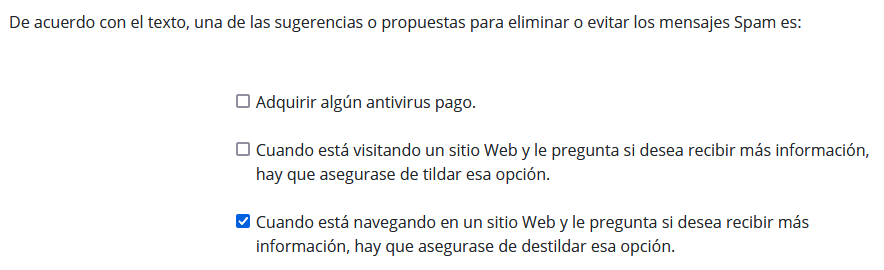 De acuerdo con el texto, una de las sugerencias o propuestas para eliminar o evitar los mensajes Spam es:
Adquirir algún antivirus pago.
Cuando está visitando un sitio Web y le pregunta si desea recibir más información,
hay que asegurase de tildar esa opción.
Cuando está navegando en un sitio Web y le pregunta si desea recibir más
información, hay que asegurase de destildar esa opción.